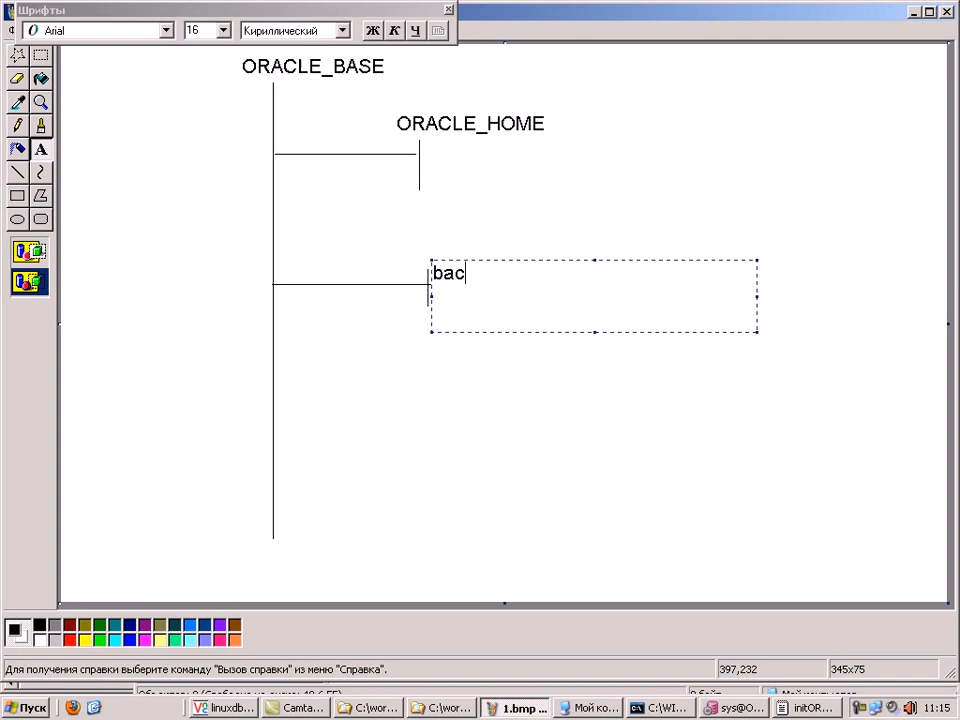 Шрифты
Arial
16
Кириллический
Ж К Ч
ORACLE_BASE
ORACLE_HOME
bac
A
Для получения справки выберите команду "Вызов справки" из меню "Справка".
397,232
345x75
Пуск
linuxdb...
Camta...
C:\wor...
C:\wor...
1.bmp ...
Мой ко...
C:\WI...
sys@O...
initOR...
11:15